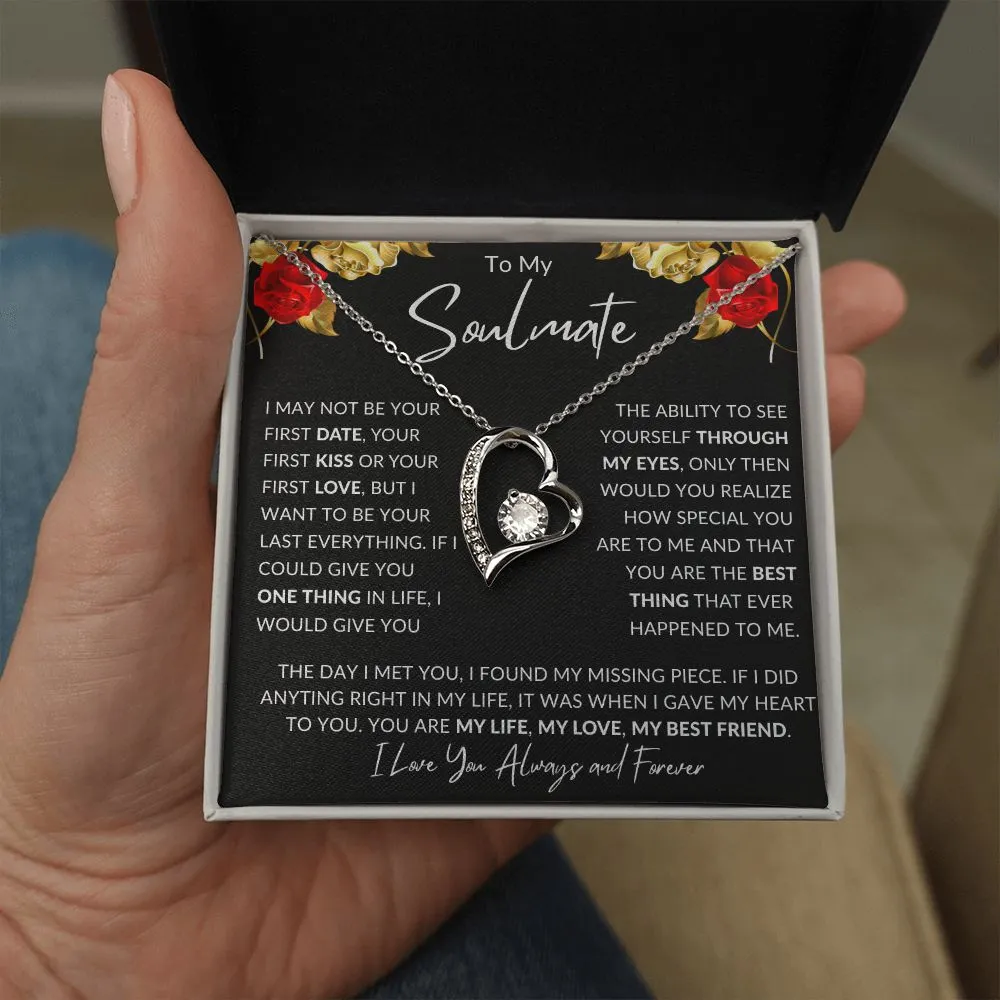 To My
Soulmate
I MAY NOT BE YOUR
FIRST DATE, YOUR
FIRST KISS OR YOUR
FIRST LOVE, BUT I
WANT TO BE YOUR
LAST EVERYTHING. IF I
COULD GIVE YOU
ONE THING IN LIFE, I
WOULD GIVE YOU
THE ABILITY TO SEE
YOURSELF THROUGH
MY EYES, ONLY THEN
WOULD YOU REALIZE
HOW SPECIAL YOU
ARE TO ME AND THAT
YOU ARE THE BEST
THING THAT EVER
HAPPENED TO ME.
THE DAY I MET YOU, I FOUND MY MISSING PIECE. IF I DID
ANYTING RIGHT IN MY LIFE, IT WAS WHEN I GAVE MY HEART
TO YOU. YOU ARE MY LIFE, MY LOVE, MY BEST FRIEND.
I Love You Always and Forever